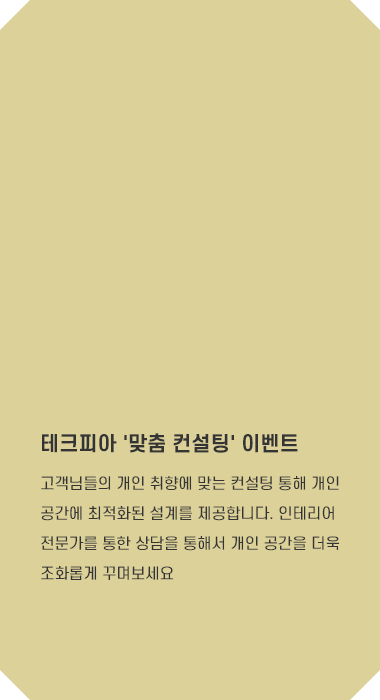 테크피아 '맞춤 컨설팅' 이벤트
고객님들의 개인 취향에 맞는 컨설팅 통해 개인
공간에 최적화된 설계를 제공합니다. 인테리어
전문가를 통한 상담을 통해서 개인 공간을 더욱
조화롭게 꾸며보세요